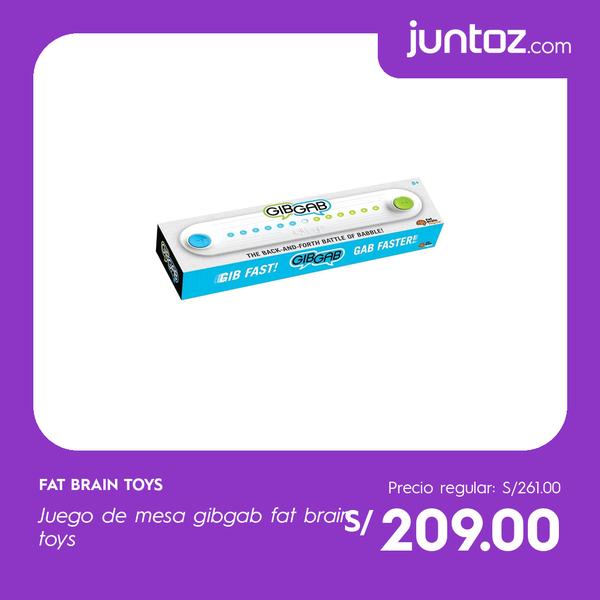 juntoz.com
8+
GIBGAB
THE BACK-AND-FORTH BATTLE OF BABBLE!
GIB FAST! GIBGAB GAB FASTER!
GIBGAB
FAT BRAIN TOYS
Juego de mesa gibgab fat brain
toys
Precio regular: S/261.00
S/ 209.00